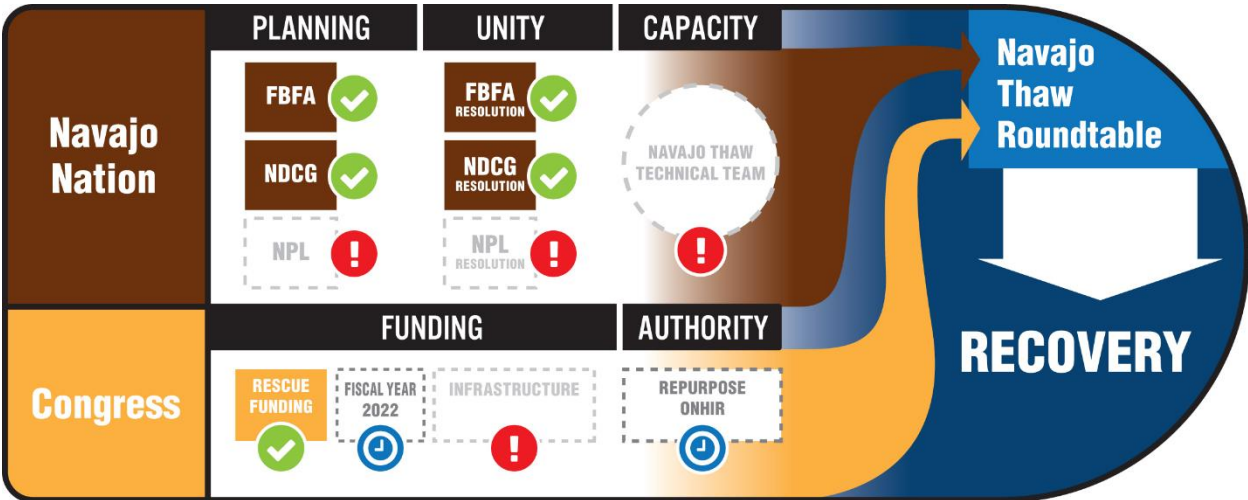 PLANNING
UNITY
CAPACITY
Navajo
Nation
FBFA
NDCG
NPL
FBFA
RESOLUTION
NDCG
RESOLUTION
NPL
RESOLUTION
NAVAJO THAW
TECHNICAL TEAM
Navajo
Thaw
Roundtable
RECOVERY
FUNDING
AUTHORITY
Congress
RESCUE
FUNDING
FISCAL YEAR
2022
INFRASTRUCTURE
REPURPOSE
ONHIR